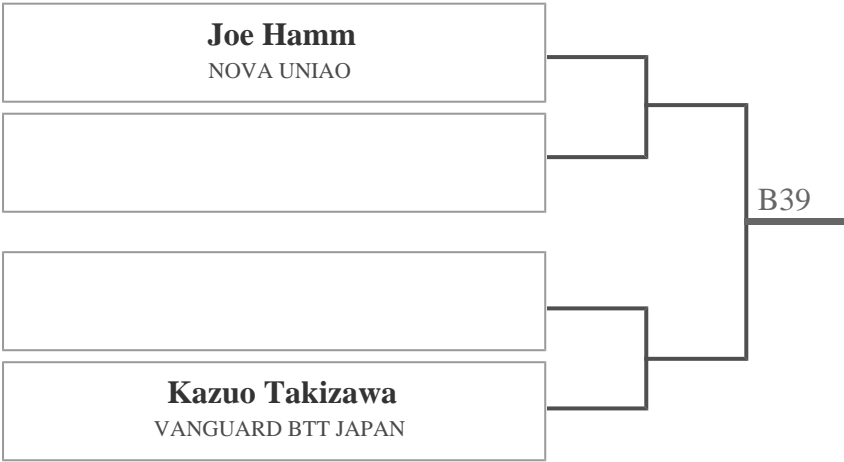 Joe Hamm
NOVA UNIAO
B39
Kazuo Takizawa
VANGUARD BTT JAPAN